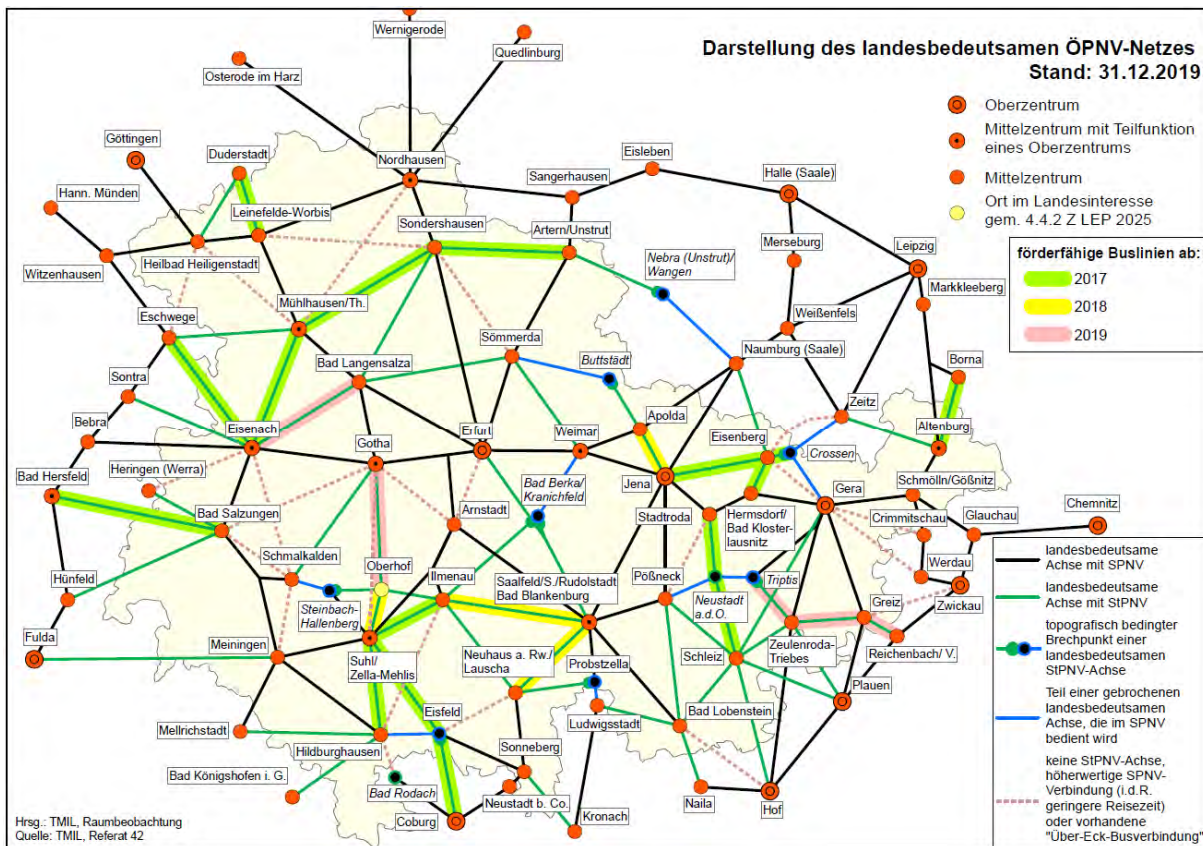 Darstellung des landesbedeutsamen ÖPNV-Netzes
Stand: 31.12.2019
Oberzentrum
Mittelzentrum mit Teilfunktion
eines Oberzentrums
Mittelzentrum
Ort im Landesinteresse
gem. 4.4.2 Z LEP 2025
förderfähige Buslinien ab:
2017
2018
2019
Wernigerode
Quedlinburg
Osterode im Harz
Göttingen
Duderstadt
Nordhausen
Eisleben
Sangerhausen
Halle (Saale)
Hann. Münden
Leinefelde-Worbis
Sondershausen
Artern/Unstrut
Merseburg
Leipzig
Witzenhausen
Heilbad Heiligenstadt
Nebra (Unstrut)/
Wangen
Markkleeberg
Mühlhausen/Th.
Eschwege
Weißenfels
Sömmerda
Naumburg (Saale)
Bad Langensalza
Buttstädt
Borna
Sontra
Zeitz
Bebra
Apolda
Eisenach
Gotha
Erfurt
Weimar
Eisenberg
Altenburg
Crossen
Bad Hersfeld
Heringen (Werra)
Bad Berka/
Kranichfeld
Jena
Gera
Schmölln/Gößnitz
Chemnitz
Bad Salzungen
Arnstadt
Stadtroda
Hermsdorf/
Bad Kloster-
lausnitz
Crimmitschau
Glauchau
Schmalkalden
Oberhof
Ilmenau
Saalfeld/S./Rudolstadt
Bad Blankenburg
Pößneck
Triptis
Werdau
Hünfeld
Steinbach-
Hallenberg
Neustadt
a.d.O.
Greiz
Zwickau
Fulda
Meiningen
Suhl/
Zella-Mehlis
Neuhaus a. Rw./
Lauscha
Probstzella
Schleiz
Zeulenroda-
Triebes
Reichenbach/ V.
Plauen
Eisfeld
Ludwigsstadt
Bad Lobenstein
Mellrichstadt
Hildburghausen
Sonneberg
Bad Königshofen i. G.
Bad Rodach
Neustadt b. Co.
Naila
Hof
Coburg
Kronach
landesbedeutsame
Achse mit SPNV
landesbedeutsame
Achse mit StPNV
topografisch bedingter
Brechpunkt einer
landesbedeutsamen
StPNV-Achse
Teil einer gebrochenen
landesbedeutsamen
Achse, die im SPNV
bedient wird
keine StPNV-Achse,
höherwertige SPNV-
Verbindung (i.d.R.
geringere Reisezeit)
oder vorhandene
"Über-Eck-Busverbindung"
Hrsg.: TMIL, Raumbeobachtung
Quelle: TMIL, Referat 42